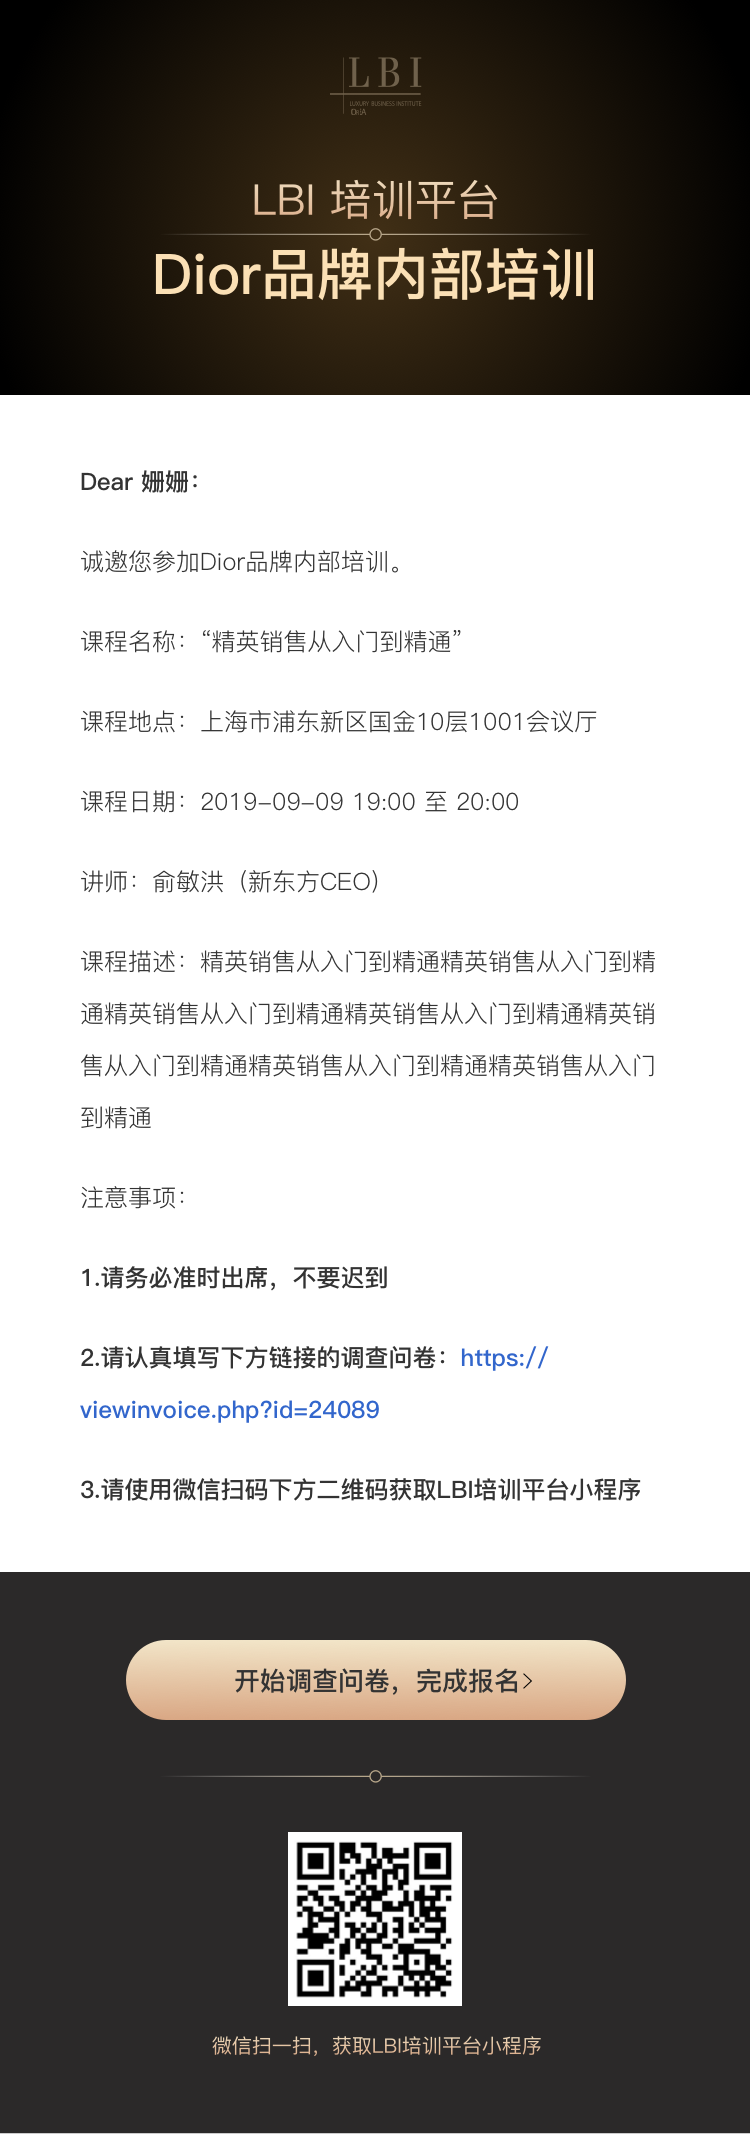 LBI
LUXURY BUSINESS INSTITUTE
LBI 培训平台
Dior品牌内部培训
Dear 姗姗：
诚邀您参加Dior品牌内部培训。
课程名称：“精英销售从入门到精通”
课程地点：上海市浦东新区国金10层1001会议厅
课程日期：2019-09-09 19:00 至 20:00
讲师：俞敏洪（新东方CEO）
课程描述：精英销售从入门到精通精英销售从入门到精
通精英销售从入门到精通精英销售从入门到精通精英销
售从入门到精通精英销售从入门到精通精英销售从入门
到精通
注意事项：
1.请务必准时出席，不要迟到
2.请认真填写下方链接的调查问卷：https://
viewinvoice.php?id=24089
3.请使用微信扫码下方二维码获取LBI培训平台小程序
开始调查问卷，完成报名>
微信扫一扫，获取LBI培训平台小程序